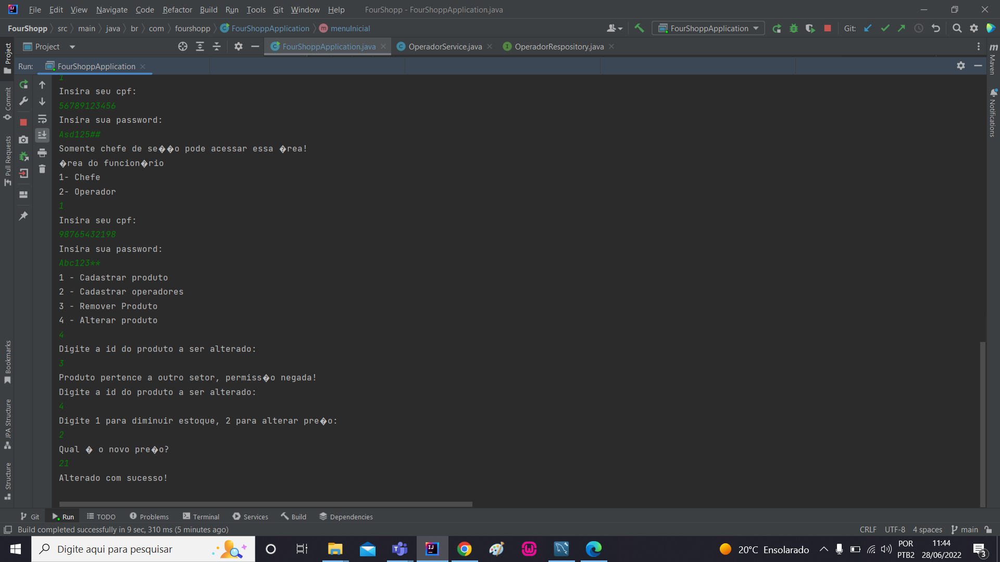 File Edit View Navigate Code Refactor Build Run Tools Git Window Help FourShopp - FourShoppApplication.java
FourShopp src main java br com fourshopp FourShoppApplication menuInicial FourShoppApplication Git:
Project FourShoppApplication.java OperadorService.java OperadorRespository.java
Run: FourShoppApplication
1
Insira seu cpf:
56789123456
Insira sua password:
Asd125##
Somente chefe de se��o pode acessar essa �rea!
�rea do funcion�rio
1- Chefe
2- Operador
1
Insira seu cpf:
98765432198
Insira sua password:
Abc123**
1 - Cadastrar produto
2 - Cadastrar operadores
3 - Remover Produto
4 - Alterar produto
4
Digite a id do produto a ser alterado:
3
Produto pertence a outro setor, permiss�o negada!
Digite a id do produto a ser alterado:
4
Digite 1 para diminuir estoque, 2 para alterar pre�o:
2
Qual � o novo pre�o?
21
Alterado com sucesso!
Project
Commit
Pull Requests
Bookmarks
JPA Structure
Structure
Maven
Notifications
Git Run TODO Problems Terminal Services Build Dependencies
Build completed successfully in 9 sec, 310 ms (5 minutes ago) CRLF UTF-8 4 spaces main
Digite aqui para pesquisar 20°C Ensolarado POR 11:44
PTB2 28/06/2022 3